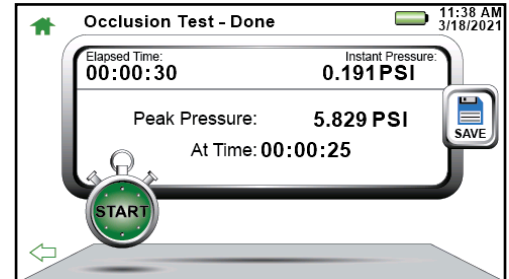 Occlusion Test - Done
11:38 AM
3/18/2021
Elapsed Time:
00:00:30
Instant Pressure:
0.191 PSI
Peak Pressure: 5.829 PSI
At Time: 00:00:25
SAVE
START